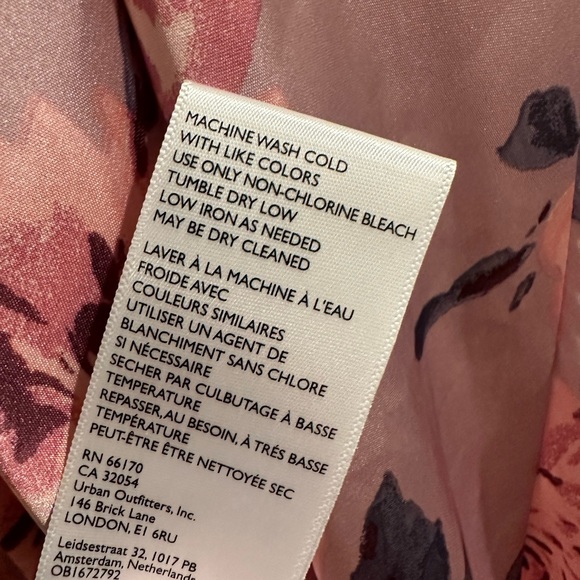 MACHINE WASH COLD
WITH LIKE COLORS
USE ONLY NON-CHLORINE BLEACH
TUMBLE DRY LOW
LOW IRON AS NEEDED
MAY BE DRY CLEANED
LAVER À LA MACHINE À L'EAU
FROIDE AVEC
COULEURS SIMILAIRES
UTILISER UN AGENT DE
BLANCHIMENT SANS CHLORE
SI NÉCESSAIRE
SECHER PAR CULBUTAGE À BASSE
TEMPERATURE
REPASSER, AU BESOIN, À TRÉS BASSE
TEMPÉRATURE
PEUT-ÊTRE ÊTRE NETTOYÉE SEC
RN 66170
CA 32054
Urban Outfitters, Inc.
146 Brick Lane
LONDON, E1 6RU
Leidsestraat 32, 1017 PB
Amsterdam, Netherlands
OB1672792